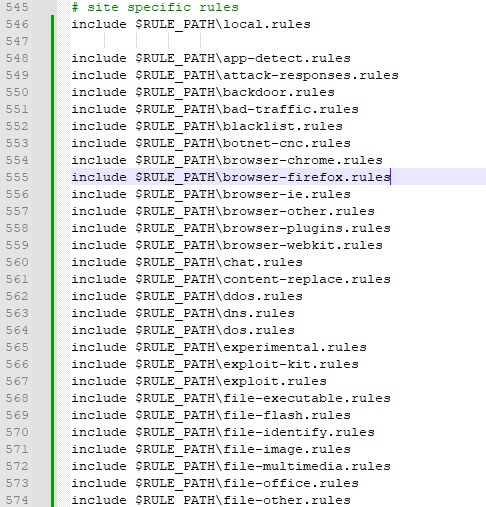 545 # site specific rules
546 include $RULE_PATH\local.rules
547
548 include $RULE_PATH\app-detect.rules
549 include $RULE_PATH\attack-responses.rules
550 include $RULE_PATH\backdoor.rules
551 include $RULE_PATH\bad-traffic.rules
552 include $RULE_PATH\blacklist.rules
553 include $RULE_PATH\botnet-cnc.rules
554 include $RULE_PATH\browser-chrome.rules
555 include $RULE_PATH\browser-firefox.rules
556 include $RULE_PATH\browser-ie.rules
557 include $RULE_PATH\browser-other.rules
558 include $RULE_PATH\browser-plugins.rules
559 include $RULE_PATH\browser-webkit.rules
560 include $RULE_PATH\chat.rules
561 include $RULE_PATH\content-replace.rules
562 include $RULE_PATH\ddos.rules
563 include $RULE_PATH\dns.rules
564 include $RULE_PATH\dos.rules
565 include $RULE_PATH\experimental.rules
566 include $RULE_PATH\exploit-kit.rules
567 include $RULE_PATH\exploit.rules
568 include $RULE_PATH\file-executable.rules
569 include $RULE_PATH\file-flash.rules
570 include $RULE_PATH\file-identify.rules
571 include $RULE_PATH\file-image.rules
572 include $RULE_PATH\file-multimedia.rules
573 include $RULE_PATH\file-office.rules
574 include $RULE_PATH\file-other.rules